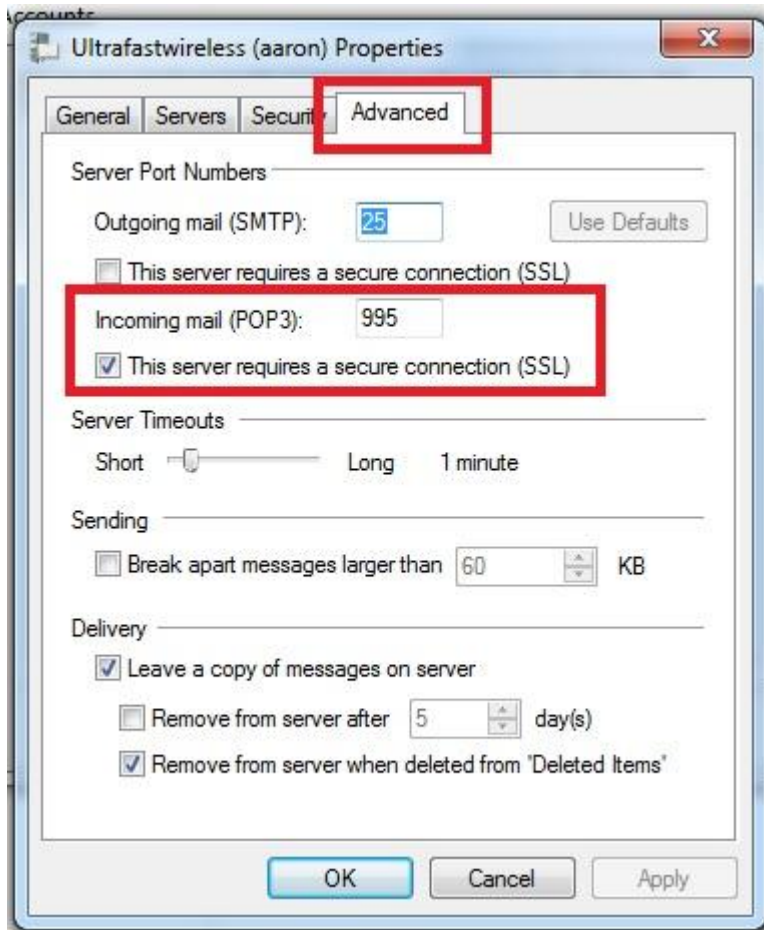 Accounts
Ultrafastwireless (aaron) Properties
General Servers Security Advanced
Server Port Numbers
Outgoing mail (SMTP): 25 Use Defaults
This server requires a secure connection (SSL)
Incoming mail (POP3): 995
This server requires a secure connection (SSL)
Server Timeouts
Short Long 1 minute
Sending
Break apart messages larger than 60 KB
Delivery
Leave a copy of messages on server
Remove from server after 5 day(s)
Remove from server when deleted from 'Deleted Items'
OK Cancel Apply